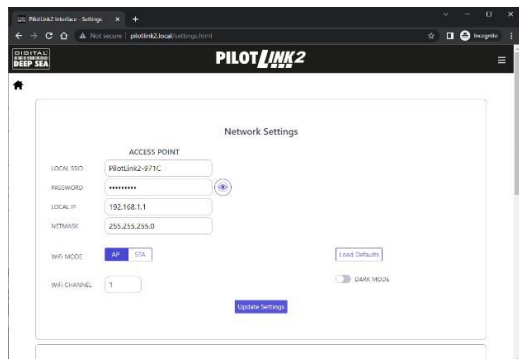 PilotLink2 Interface - Settings
Not secure | pilotlink2.local/settings.html
Incognito
DIGITAL
DEEP SEA
PILOTLINK2
Network Settings
ACCESS POINT
LOCAL SSID PilotLink2-971C
PASSWORD •••••••••
LOCAL IP 192.168.1.1
NETMASK 255.255.255.0
WiFi MODE AP STA Load Defaults
WiFi CHANNEL 1 DARK MODE
Update Settings